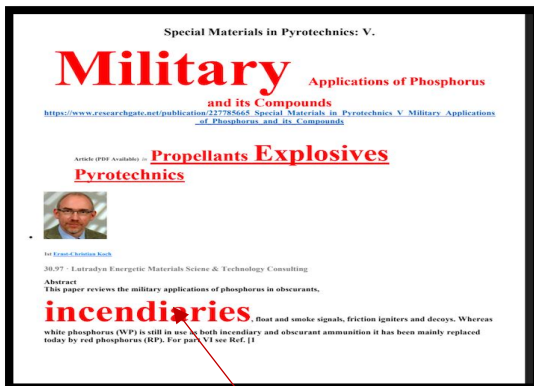 Special Materials in Pyrotechnics: V.
Military Applications of Phosphorus
and its Compounds
https://www.researchgate.net/publication/227785665_Special_Materials_in_Pyrotechnics_V_Military_Applications
_of_Phosphorus_and_its_Compounds
Article (PDF Available) in Propellants Explosives
Pyrotechnics
1st Ernst-Christian Koch
30.97 · Lutradyn Energetic Materials Sciene & Technology Consulting
Abstract
This paper reviews the military applications of phosphorus in obscurants,
incendiaries, float and smoke signals, friction igniters and decoys. Whereas
white phosphorus (WP) is still in use as both incendiary and obscurant ammunition it has been mainly replaced
today by red phosphorus (RP). For part VI see Ref. [1